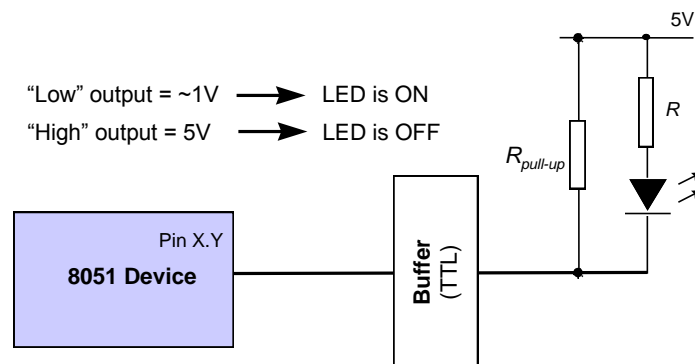 5V
“Low” output = ~1V LED is ON
“High” output = 5V LED is OFF
R
Rpull-up
Pin X.Y
8051 Device
Buffer
(TTL)